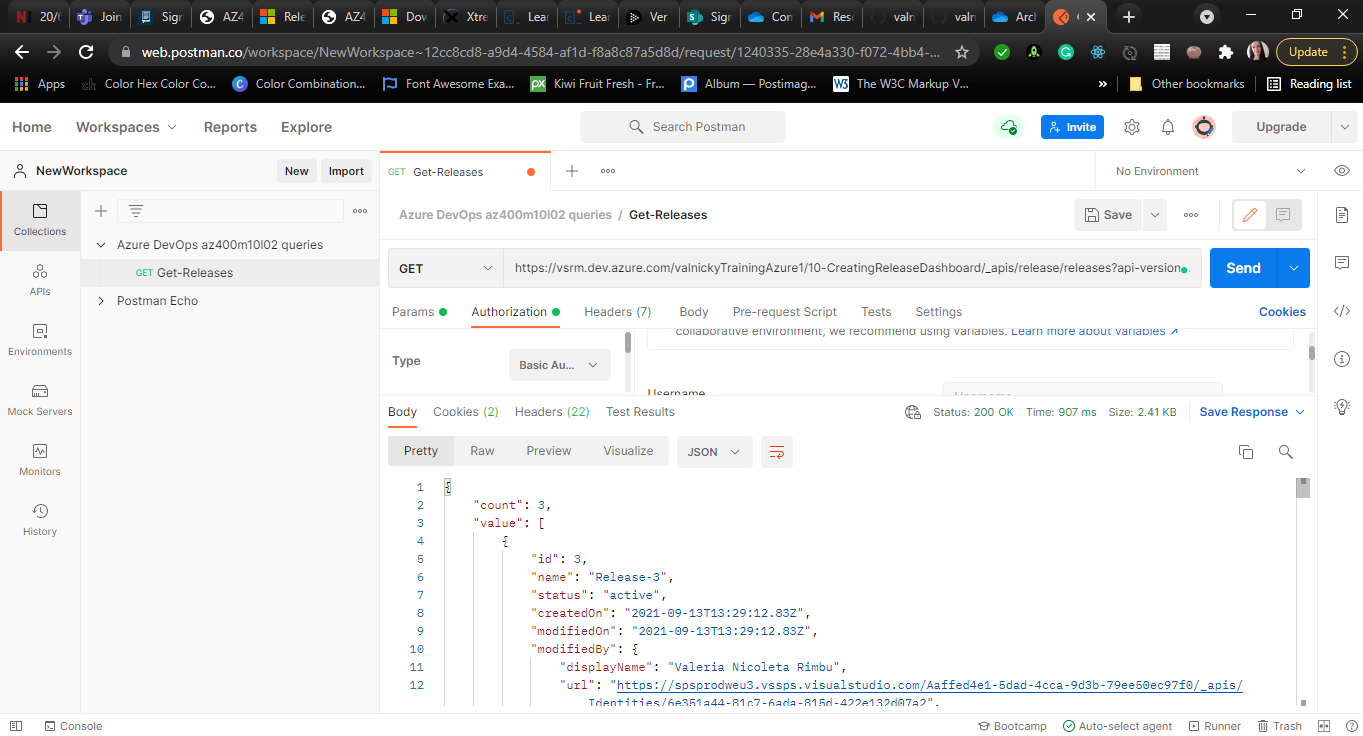 20/6 Join Sign AZ4 Rele AZ4 Dov Xtre Lear Lear Ver Sign Con Reso valn valn Arch
web.postman.co/workspace/NewWorkspace~12cc8cd8-a9d4-4584-af1d-f8a8c87a5d8d/request/1240335-28e4a330-f072-4bb4-... Update
Apps Color Hex Color Co... Color Combination... Font Awesome Exa... Kiwi Fruit Fresh - Fr... Album — Postimag... The W3C Markup V... » Other bookmarks Reading list
Home Workspaces Reports Explore Search Postman Invite Upgrade
NewWorkspace New Import GET Get-Releases No Environment
Collections
Azure DevOps az400m10l02 queries / Get-Releases Save
Azure DevOps az400m10l02 queries
GET Get-Releases
Postman Echo
APIs
Environments
Mock Servers
Monitors
History
GET https://vsrm.dev.azure.com/valnickyTrainingAzure1/10-CreatingReleaseDashboard/_apis/release/releases?api-version Send
Params Authorization Headers (7) Body Pre-request Script Tests Settings Cookies
collaborative environment, we recommend using variables. Learn more about variables ↗
Type Basic Au...
Username Username
Body Cookies (2) Headers (22) Test Results Status: 200 OK Time: 907 ms Size: 2.41 KB Save Response
Pretty Raw Preview Visualize JSON
1 {
2 "count": 3,
3 "value": [
4 {
5 "id": 3,
6 "name": "Release-3",
7 "status": "active",
8 "createdOn": "2021-09-13T13:29:12.83Z",
9 "modifiedOn": "2021-09-13T13:29:12.83Z",
10 "modifiedBy": {
11 "displayName": "Valeria Nicoleta Rimbu",
12 "url": "https://spsprodweu3.vssps.visualstudio.com/Aaffed4e1-5dad-4cca-9d3b-79ee50ec97f0/_apis/
Identities/6e351a44-81c7-6ada-815d-422e132d07a2",
Console Bootcamp Auto-select agent Runner Trash